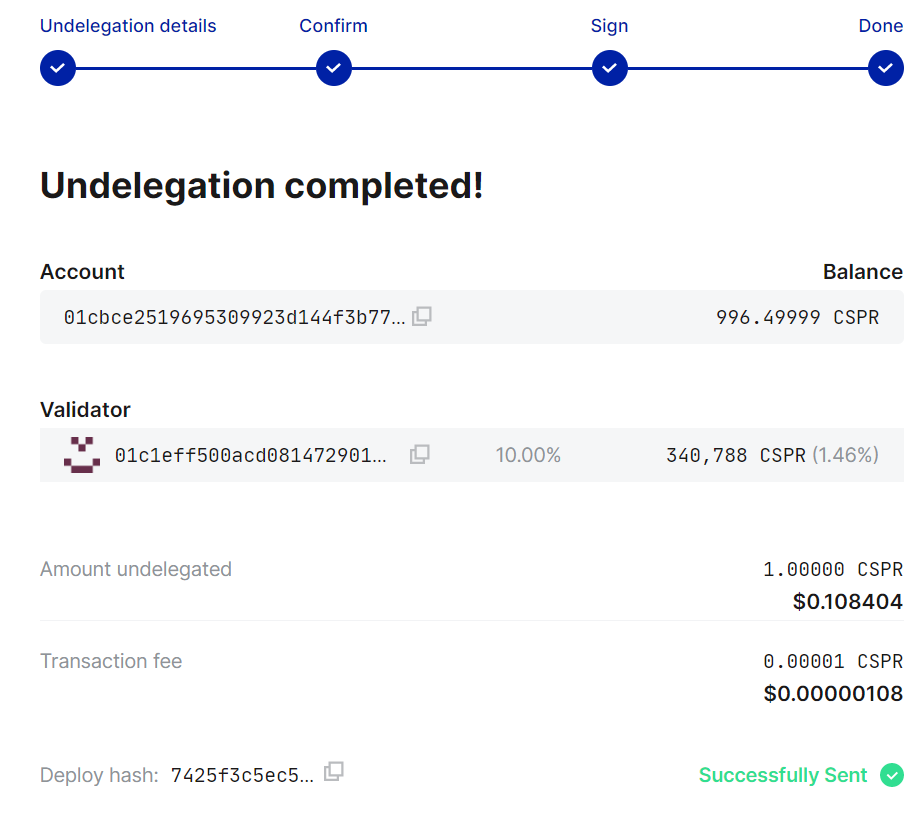 Undelegation details Confirm Sign Done
Undelegation completed!
Account Balance
01cbce2519695309923d144f3b77... 996.49999 CSPR
Validator
01c1eff500acd081472901... 10.00% 340,788 CSPR (1.46%)
Amount undelegated 1.00000 CSPR
$0.108404
Transaction fee 0.00001 CSPR
$0.00000108
Deploy hash: 7425f3c5ec5... Successfully Sent